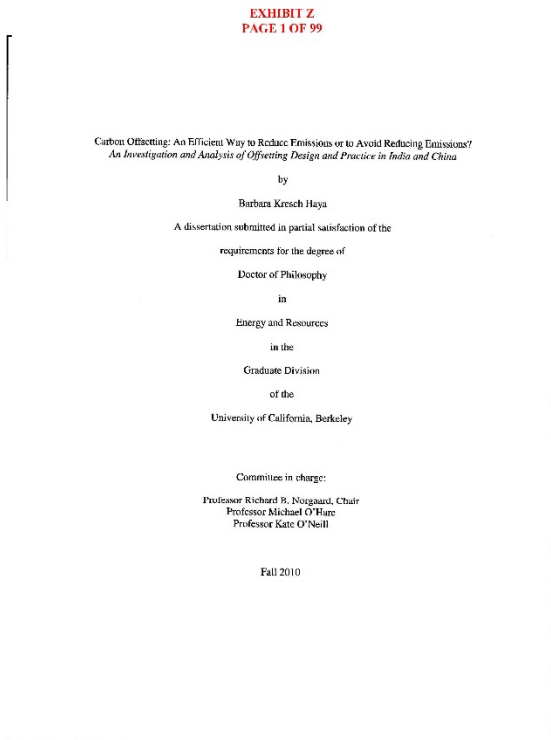 EXHIBIT Z
PAGE 1 OF 99
Carbon Offsetting: An Efficient Way to Reduce Emissions or to Avoid Reducing Emissions?
An Investigation and Analysis of Offsetting Design and Practice in India and China
by
Barbara Kresch Haya
A dissertation submitted in partial satisfaction of the
requirements for the degree of
Doctor of Philosophy
in
Energy and Resources
in the
Graduate Division
of the
University of California, Berkeley
Committee in charge:
Professor Richard B. Norgaard, Chair
Professor Michael O'Hare
Professor Kate O'Neill
Fall 2010